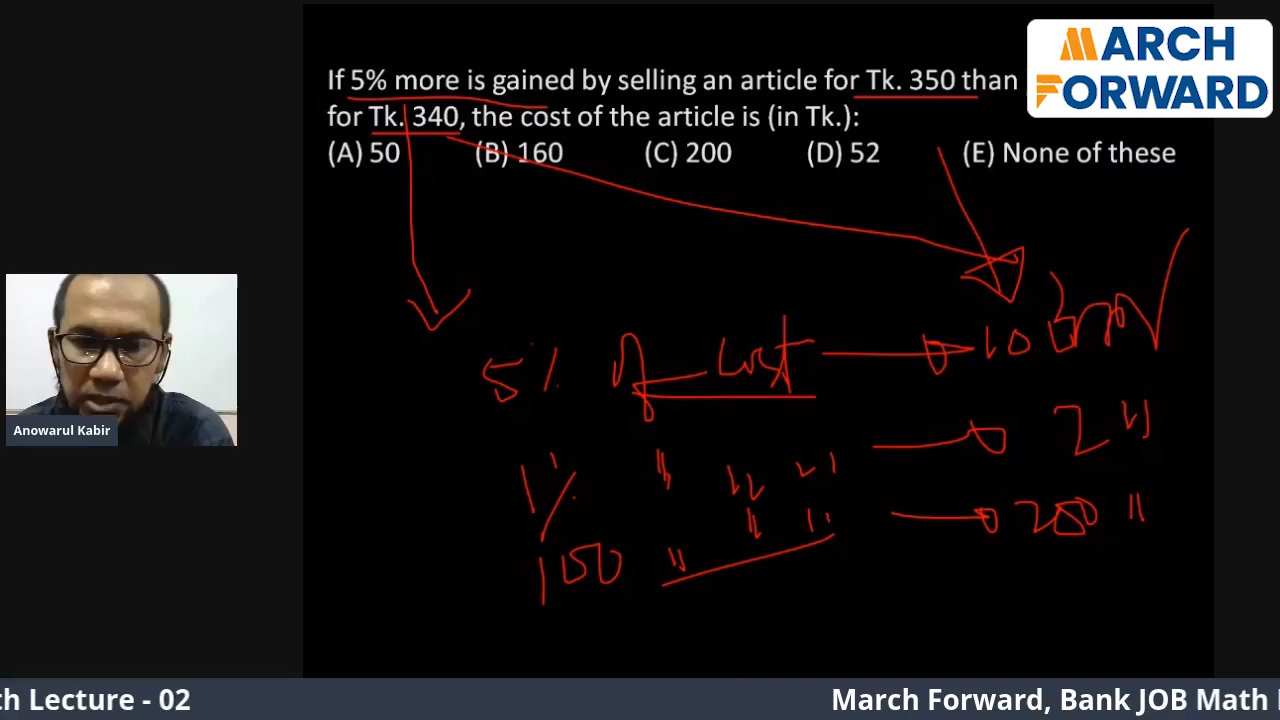 MARCH
FORWARD
If 5% more is gained by selling an article for Tk. 350 than
for Tk. 340, the cost of the article is (in Tk.):
(A) 50 (B) 160 (C) 200 (D) 52 (E) None of these
5% of cost 10
1% " " " 2 "
100 " " " 200 "
Anowarul Kabir
th Lecture - 02 March Forward, Bank JOB Math